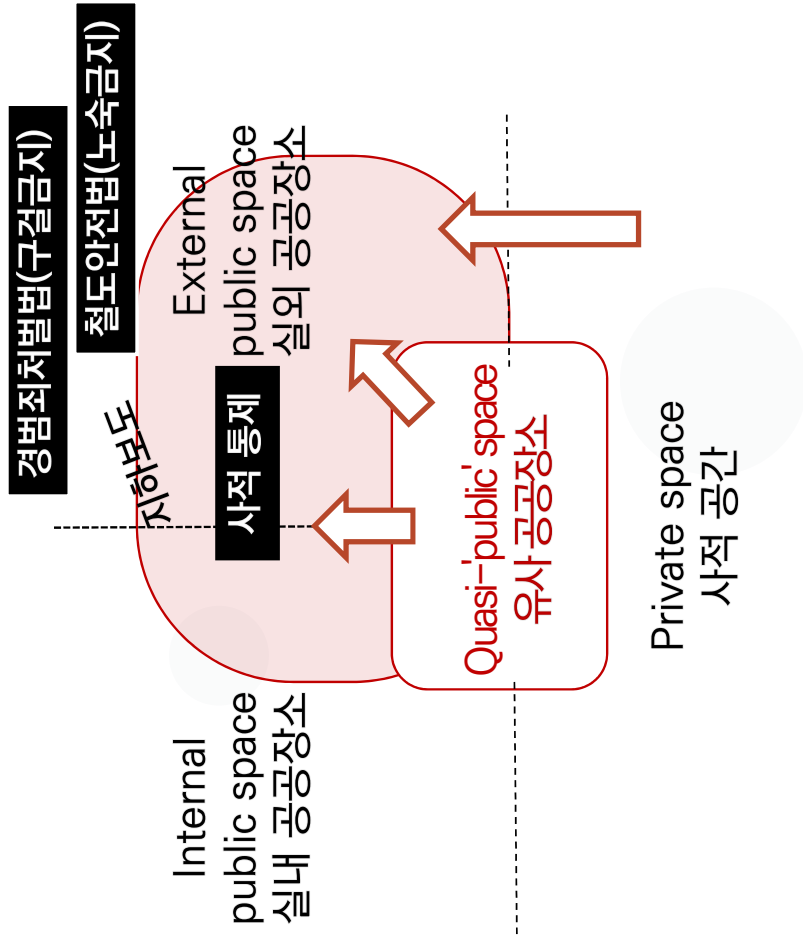 경범죄처벌법(구걸금지)
철도안전법(노숙금지)
지하보도
Internal
public space
실내 공공장소
사적 통제
External
public space
실외 공공장소
Quasi-'public' space
유사 공공장소
Private space
사적 공간